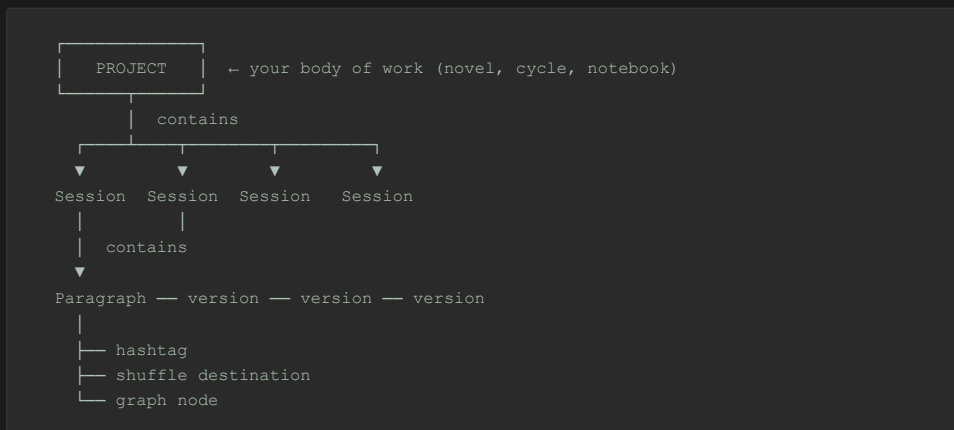 PROJECT ← your body of work (novel, cycle, notebook)
contains
Session Session Session Session
contains
Paragraph ── version ── version ── version
hashtag
shuffle destination
graph node